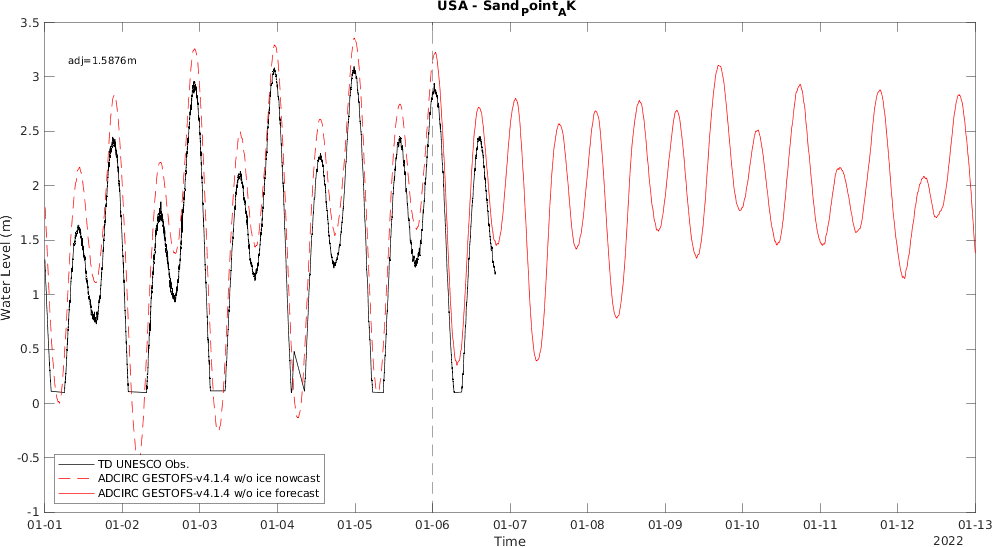 USA - SandPointAK
3.5
adj=1.5876m
3
2.5
2
1.5
1
0.5
0
-0.5
-1
Water Level (m)
TD UNESCO Obs.
ADCIRC GESTOFS-v4.1.4 w/o ice nowcast
ADCIRC GESTOFS-v4.1.4 w/o ice forecast
01-01 01-02 01-03 01-04 01-05 01-06 01-07 01-08 01-09 01-10 01-11 01-12 01-13
Time
2022